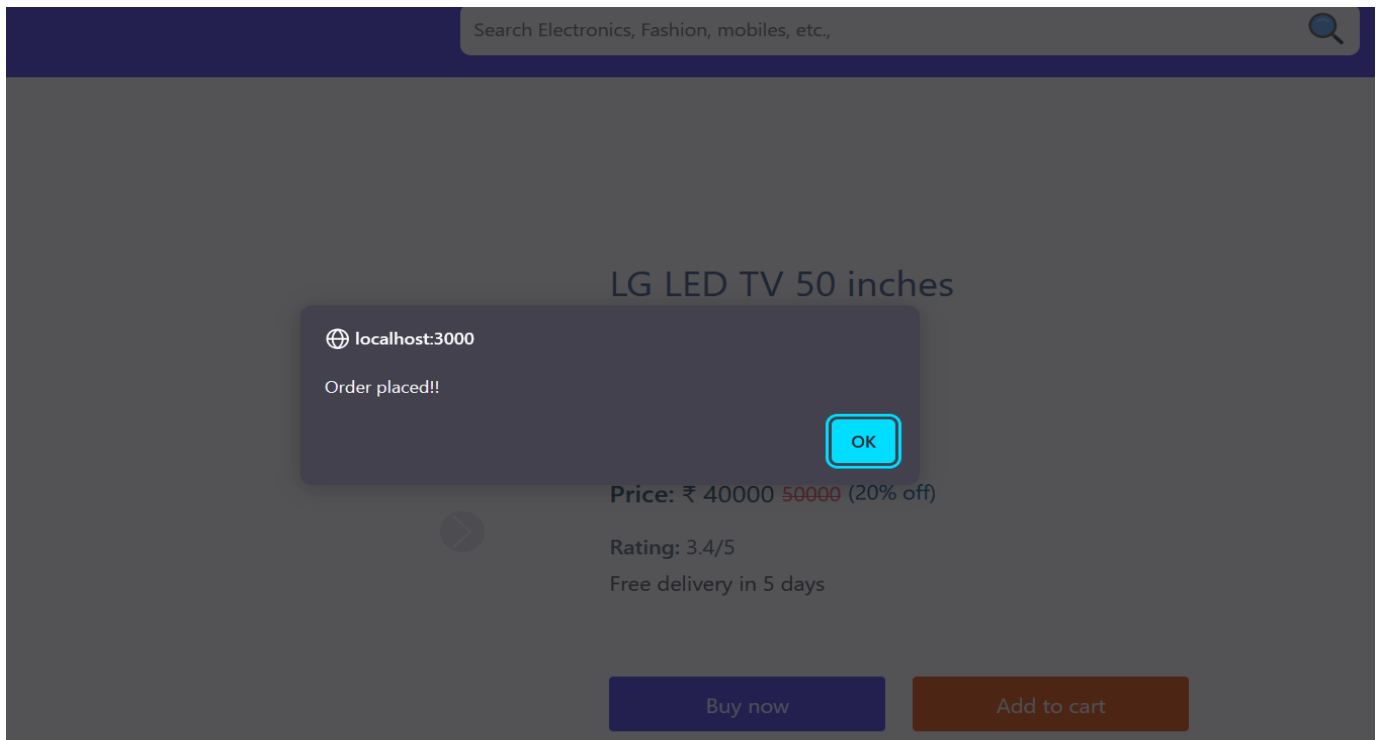 Search Electronics, Fashion, mobiles, etc.,
LG LED TV 50 inches
localhost:3000
Order placed!!
OK
Price: ₹ 40000 50000 (20% off)
Rating: 3.4/5
Free delivery in 5 days
Buy now
Add to cart